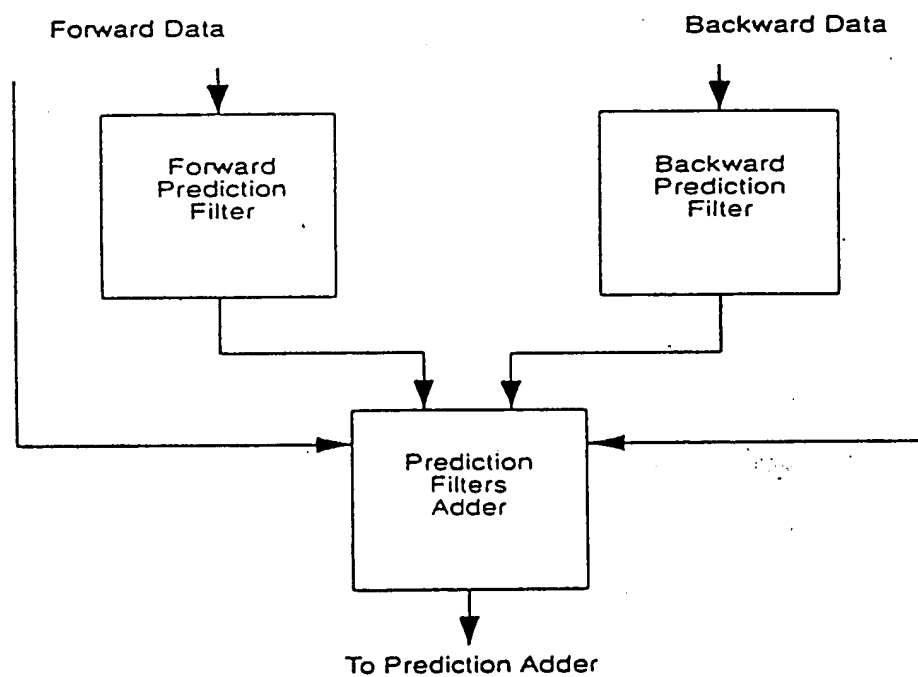 Forward Data
Backward Data
Forward
Prediction
Filter
Backward
Prediction
Filter
Prediction
Filters
Adder
To Prediction Adder